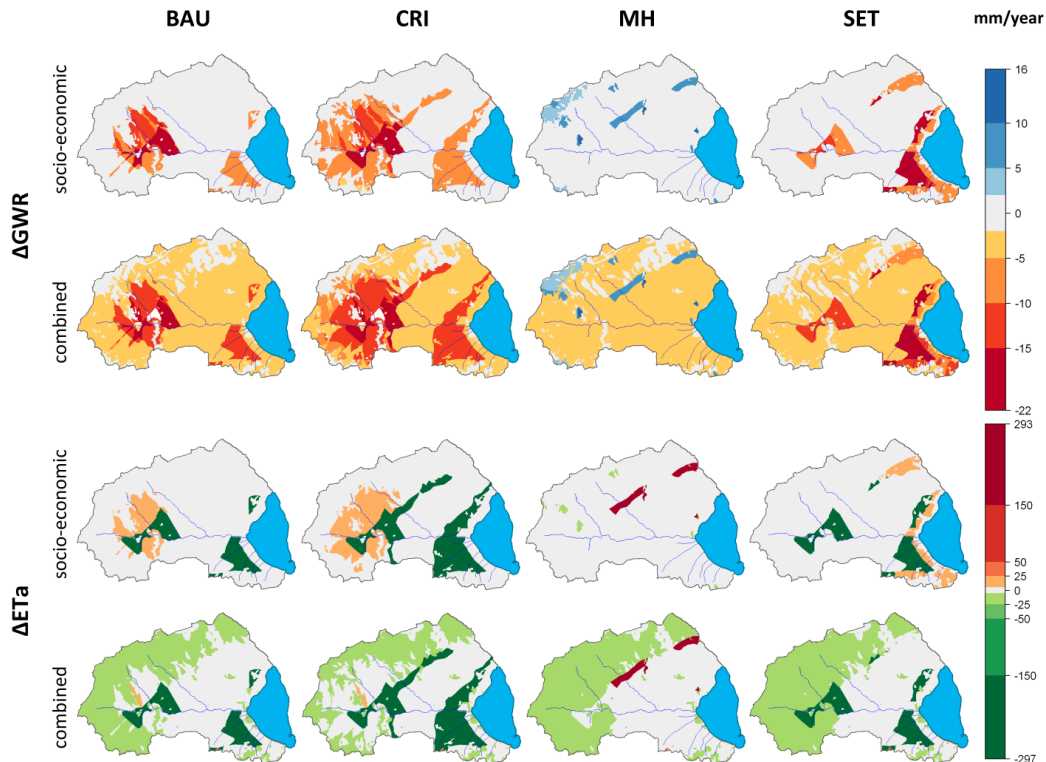 BAU CRI MH SET mm/year
ΔGWR
socio-economic
combined
16
10
5
0
-5
-10
-15
-22
ΔETa
socio-economic
combined
293
150
50
25
0
-25
-50
-150
-297